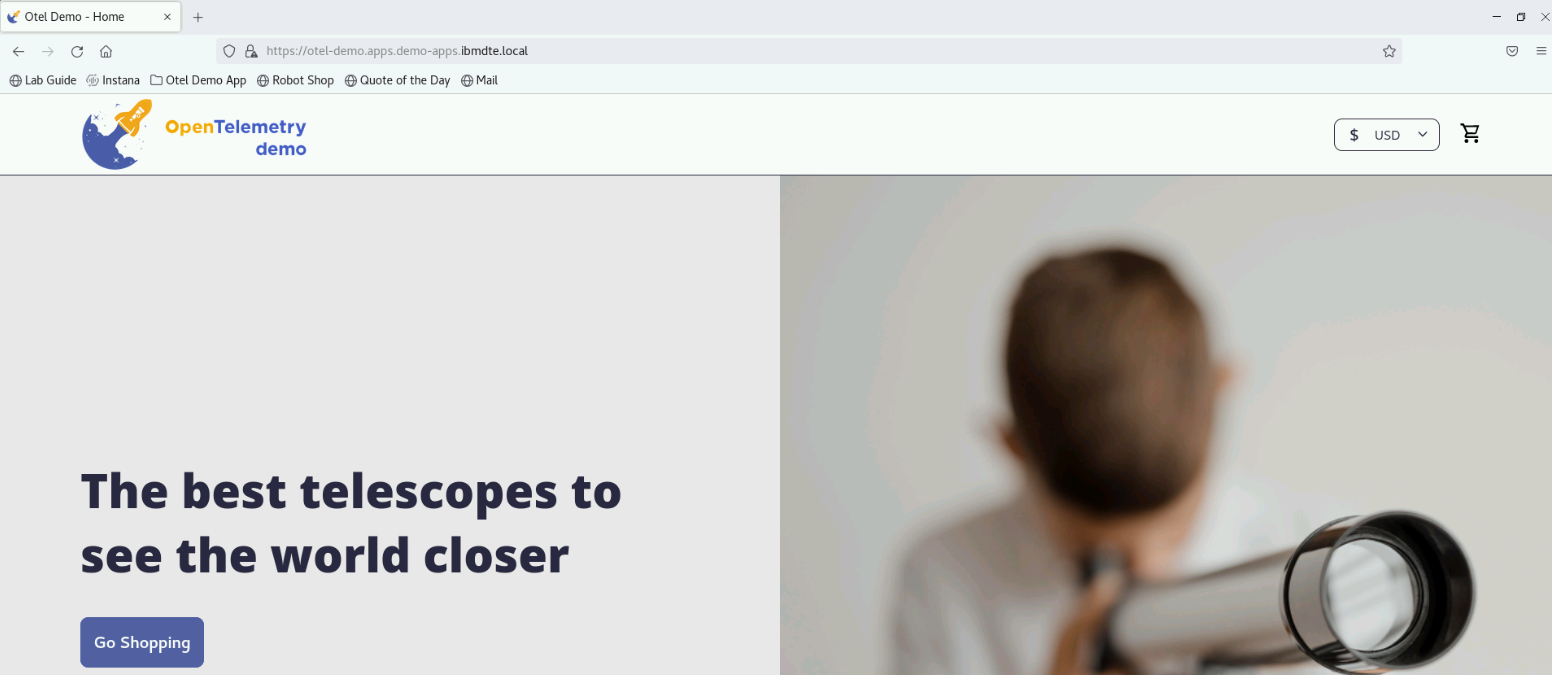 Otel Demo - Home
https://otel-demo.apps.demo-apps.ibmdte.local
Lab Guide Instana Otel Demo App Robot Shop Quote of the Day Mail
OpenTelemetry
demo
$ USD
The best telescopes to
see the world closer
Go Shopping